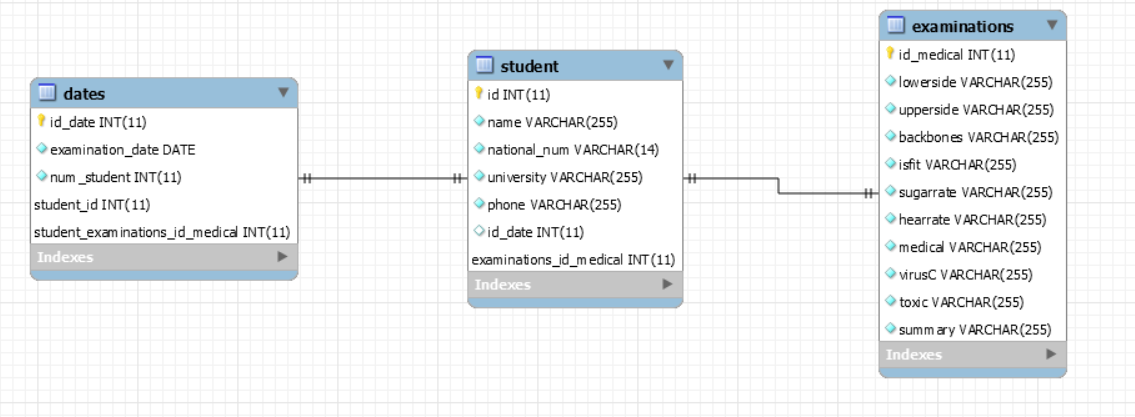 dates
id_date INT(11)
examination_date DATE
num_student INT(11)
student_id INT(11)
student_examinations_id_medical INT(11)
Indexes
student
id INT(11)
name VARCHAR(255)
national_num VARCHAR(14)
university VARCHAR(255)
phone VARCHAR(255)
id_date INT(11)
examinations_id_medical INT(11)
Indexes
examinations
id_medical INT(11)
lowerside VARCHAR(255)
upperside VARCHAR(255)
backbones VARCHAR(255)
isfit VARCHAR(255)
sugarrate VARCHAR(255)
hearrate VARCHAR(255)
medical VARCHAR(255)
virusC VARCHAR(255)
toxic VARCHAR(255)
summary VARCHAR(255)
Indexes